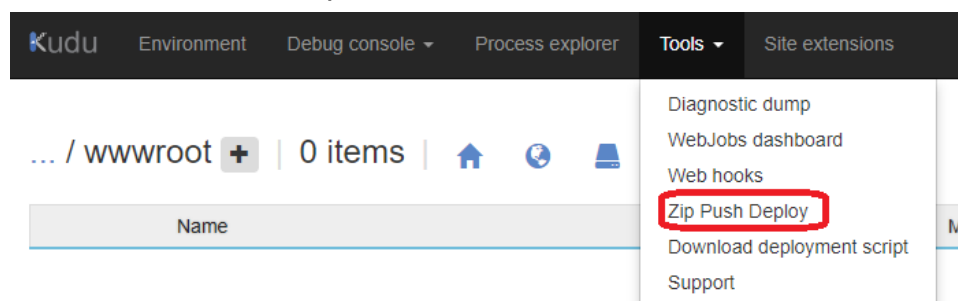 Kudu Environment Debug console Process explorer Tools Site extensions
... / wwwroot + | 0 items |
Name
Diagnostic dump
WebJobs dashboard
Web hooks
Zip Push Deploy
Download deployment script
Support